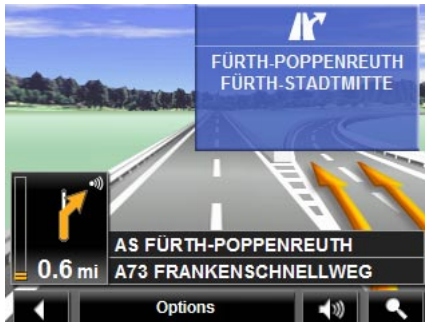 FÜRTH-POPPENREUTH
FÜRTH-STADTMITTE
AS FÜRTH-POPPENREUTH
0.6 mi
A73 FRANKENSCHNELLWEG
Options